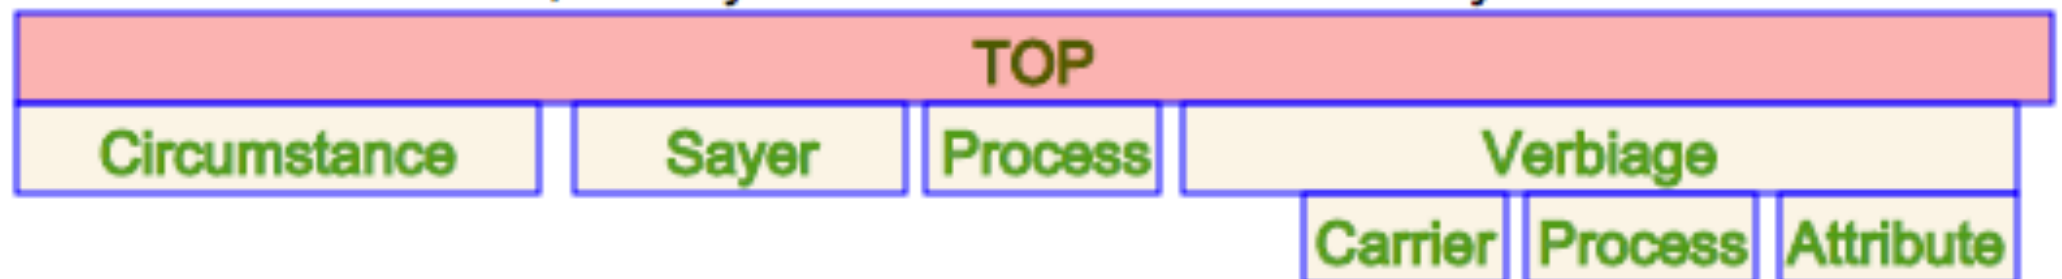 TOP
Circumstance Sayer Process Verbiage
Carrier Process Attribute